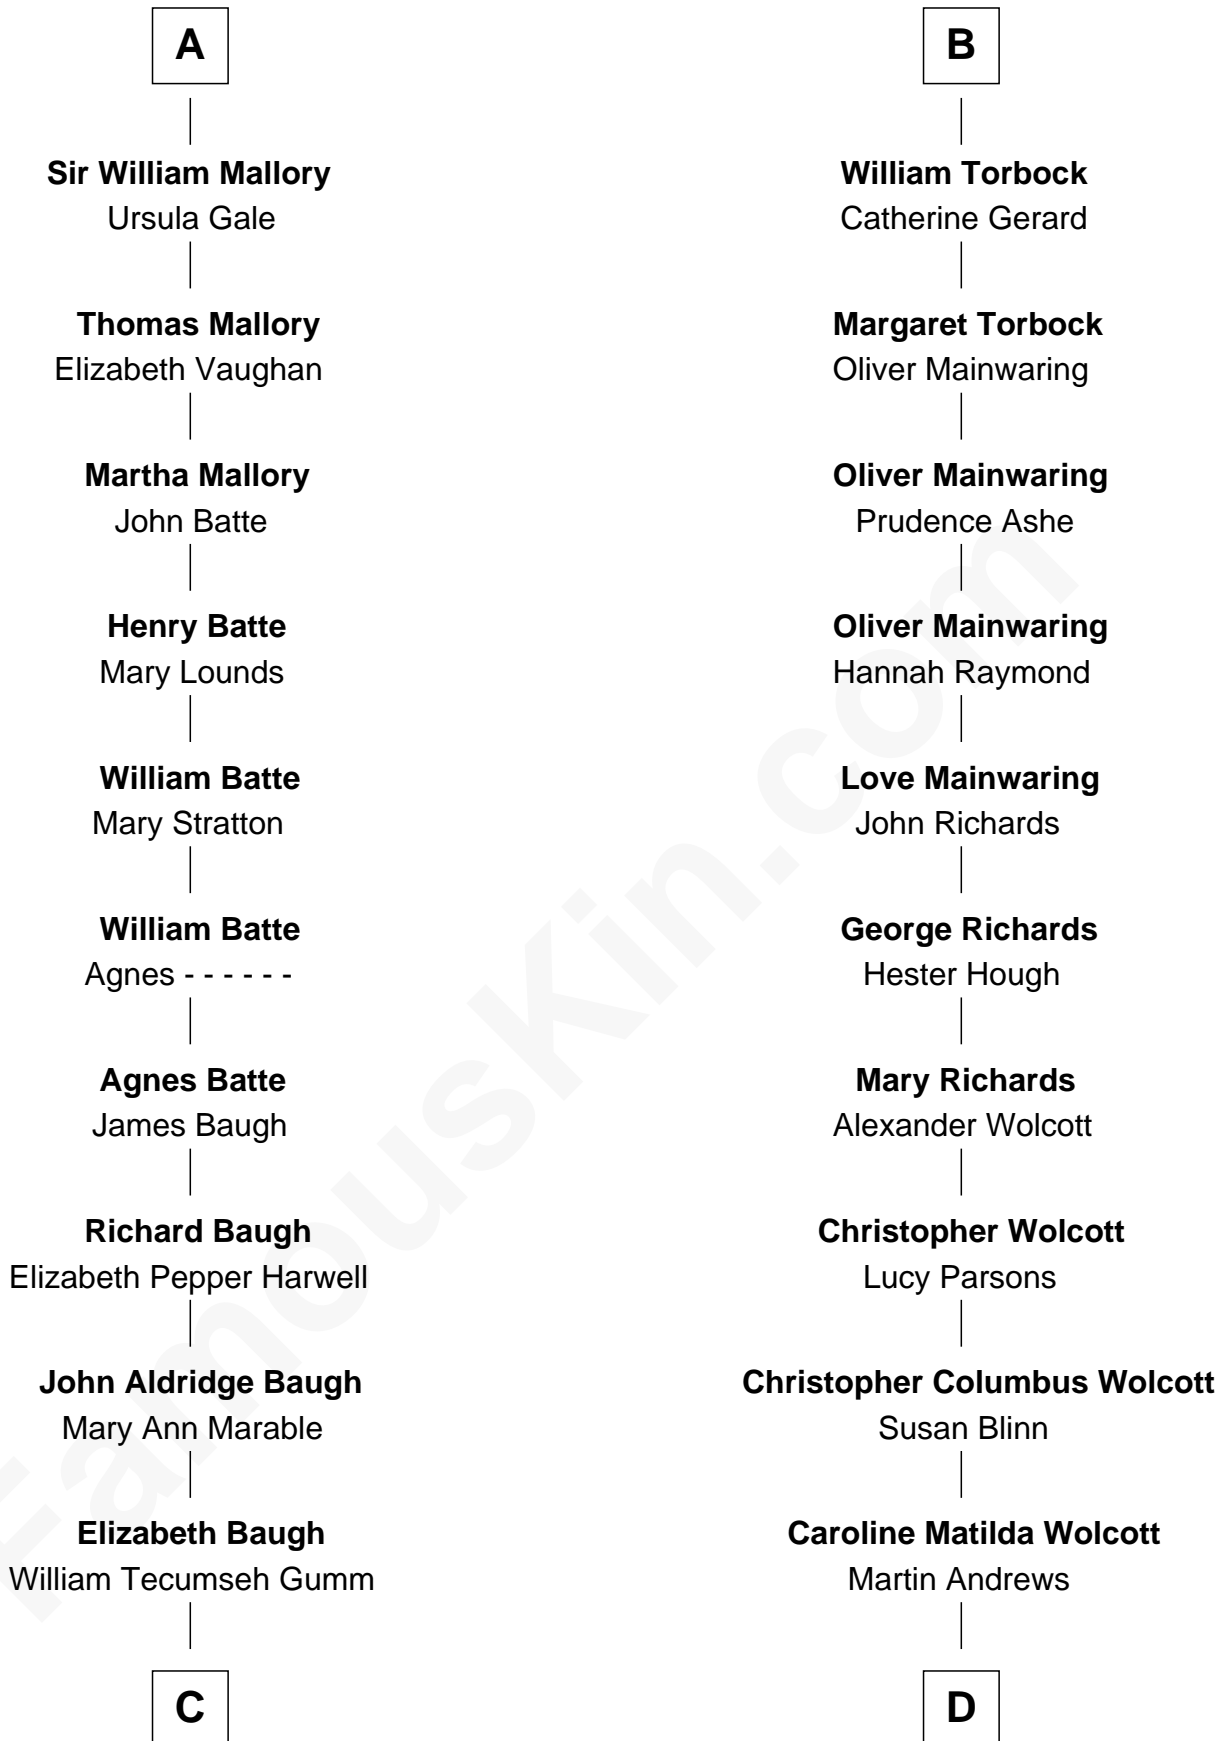 A
Sir William Mallory
Ursula Gale
Thomas Mallory
Elizabeth Vaughan
Martha Mallory
John Batte
Henry Batte
Mary Lounds
William Batte
Mary Stratton
William Batte
Agnes - - - - - -
Agnes Batte
James Baugh
Richard Baugh
Elizabeth Pepper Harwell
John Aldridge Baugh
Mary Ann Marable
Elizabeth Baugh
William Tecumseh Gumm
C
B
William Torbock
Catherine Gerard
Margaret Torbock
Oliver Mainwaring
Oliver Mainwaring
Prudence Ashe
Oliver Mainwaring
Hannah Raymond
Love Mainwaring
John Richards
George Richards
Hester Hough
Mary Richards
Alexander Wolcott
Christopher Wolcott
Lucy Parsons
Christopher Columbus Wolcott
Susan Blinn
Caroline Matilda Wolcott
Martin Andrews
D
FamousKin.com